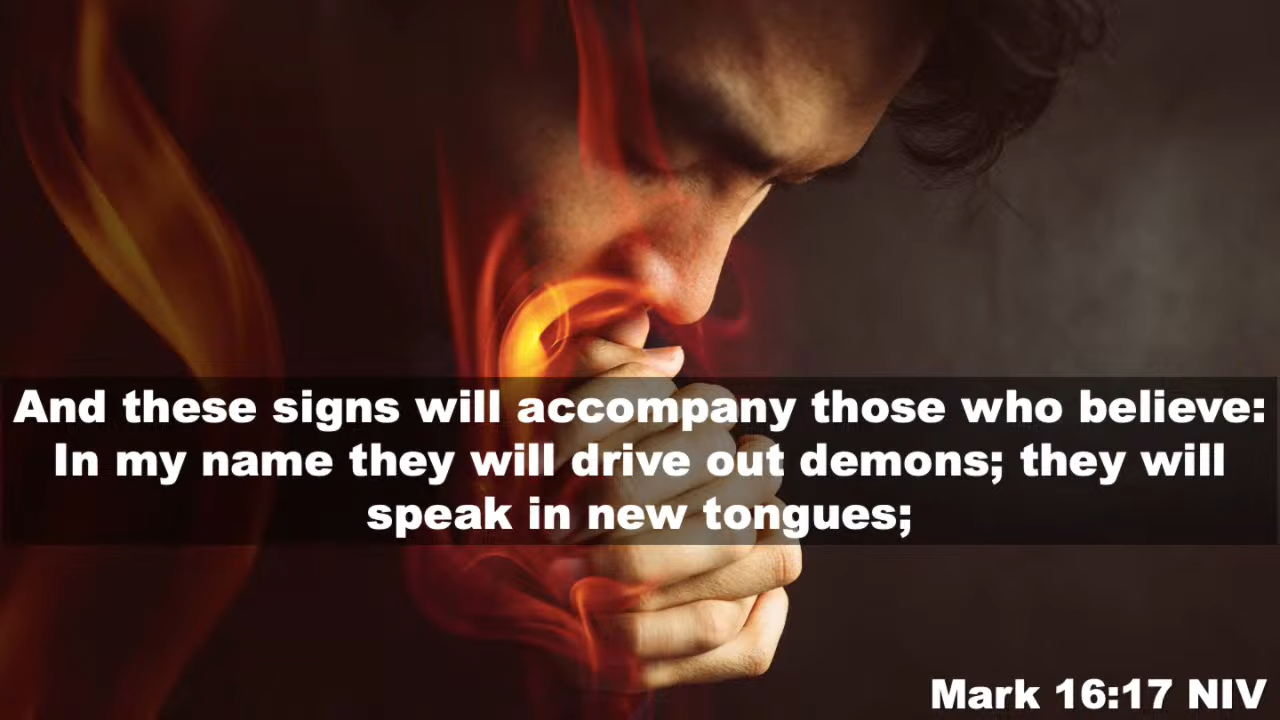 And these signs will accompany those who believe:
In my name they will drive out demons; they will
speak in new tongues;
Mark 16:17 NIV